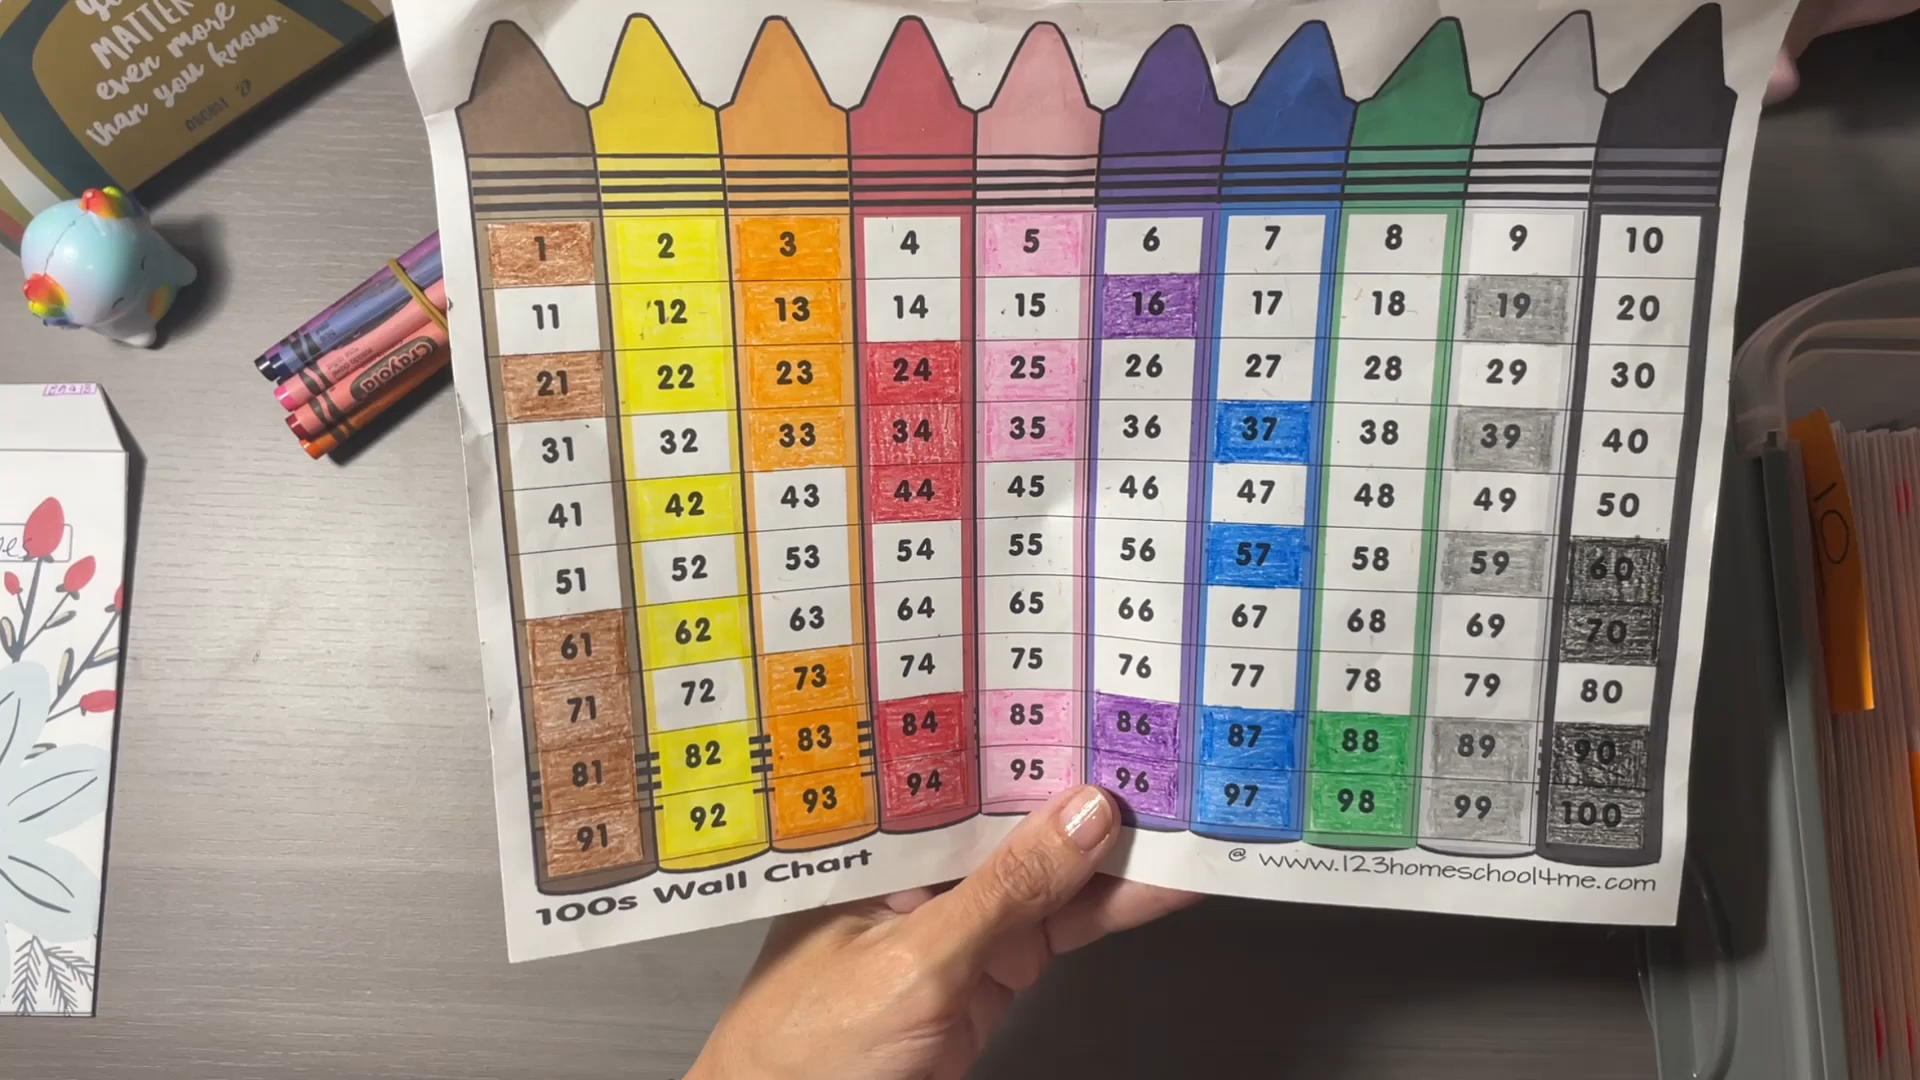 MATTER
even more
than you know.
Crayola
1 2 3 4 5 6 7 8 9 10
11 12 13 14 15 16 17 18 19 20
21 22 23 24 25 26 27 28 29 30
31 32 33 34 35 36 37 38 39 40
41 42 43 44 45 46 47 48 49 50
51 52 53 54 55 56 57 58 59 60
61 62 63 64 65 66 67 68 69 70
71 72 73 74 75 76 77 78 79 80
81 82 83 84 85 86 87 88 89 90
91 92 93 94 95 96 97 98 99 100
100s Wall Chart
@ www.123homeschool4me.com